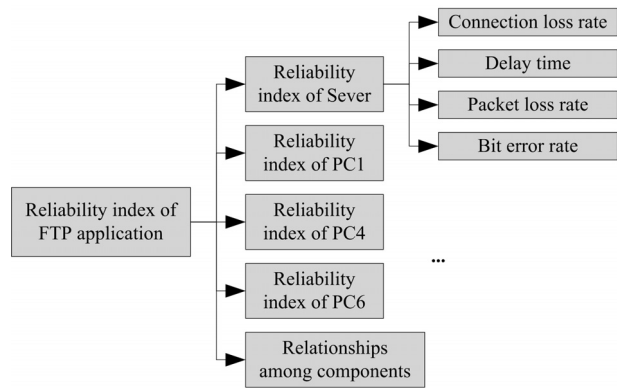 Reliability index of
FTP application
Reliability
index of Sever
Reliability
index of PC1
Reliability
index of PC4
Reliability
index of PC6
Relationships
among components
Connection loss rate
Delay time
Packet loss rate
Bit error rate
...